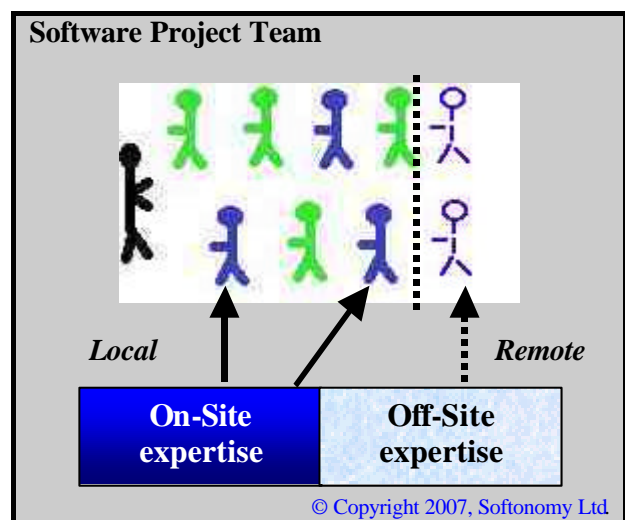 Software Project Team
Local
Remote
On-Site
expertise
Off-Site
expertise
© Copyright 2007, Softonomy Ltd.